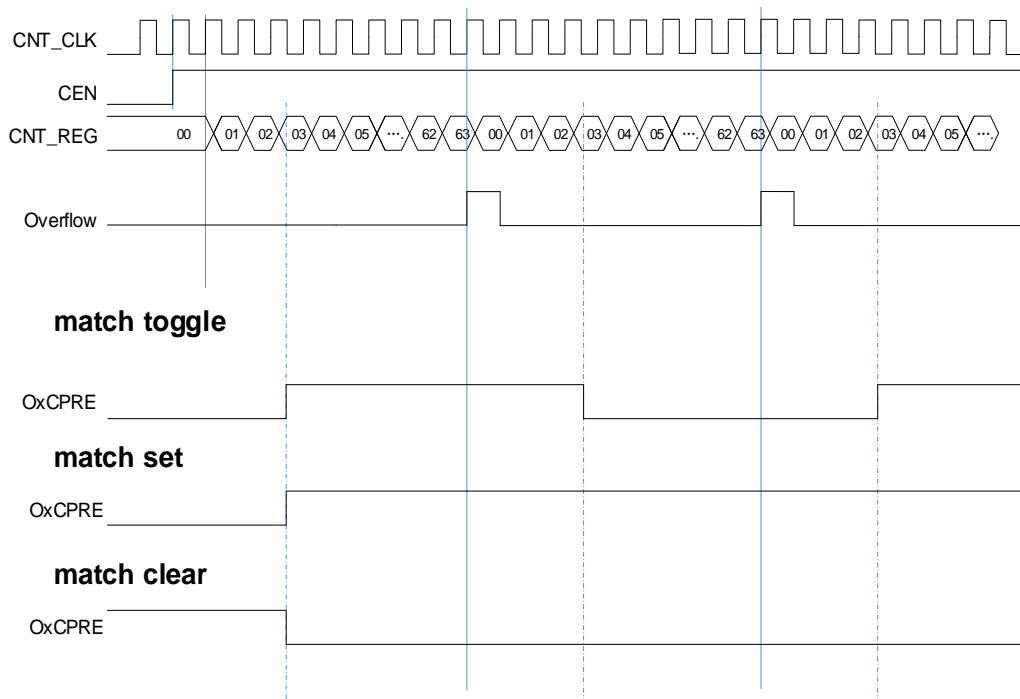 CNT_CLK
CEN
CNT_REG 00 01 02 03 04 05 ···. 62 63 00 01 02 03 04 05 ···. 62 63 00 01 02 03 04 05 ···.
Overflow
match toggle
OxCPRE
match set
OxCPRE
match clear
OxCPRE